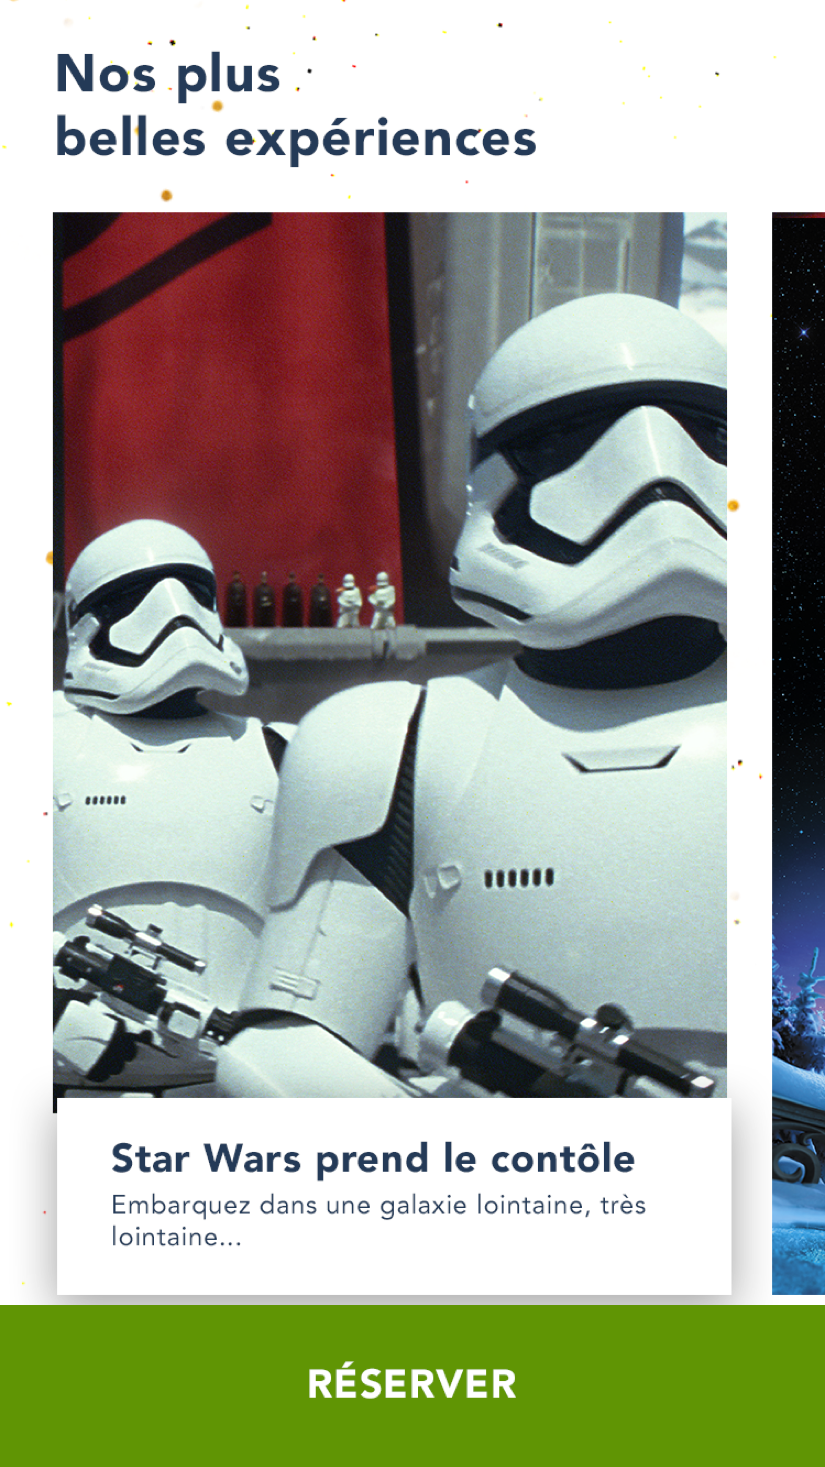 Nos plus
belles expériences
Star Wars prend le contôle
Embarquez dans une galaxie lointaine, très
lointaine...
RÉSERVER